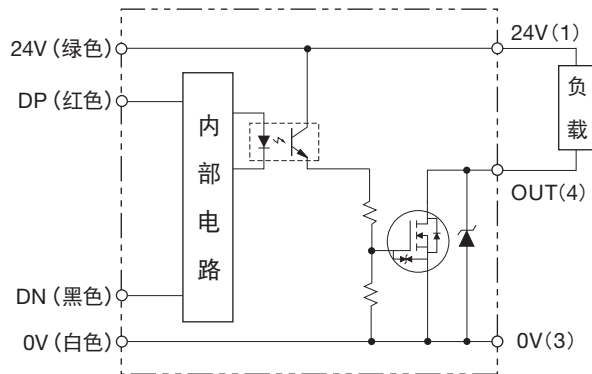 24V (绿色)
24V(1)
DP (红色)
内部电路
负载
OUT(4)
DN (黑色)
0V (白色)
0V(3)